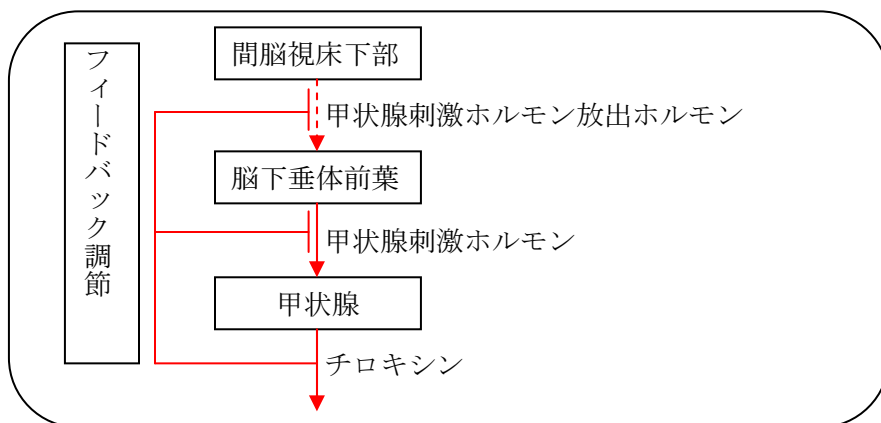 フィードバック調節
間脳視床下部
甲状腺刺激ホルモン放出ホルモン
脳下垂体前葉
甲状腺刺激ホルモン
甲状腺
チロキシン